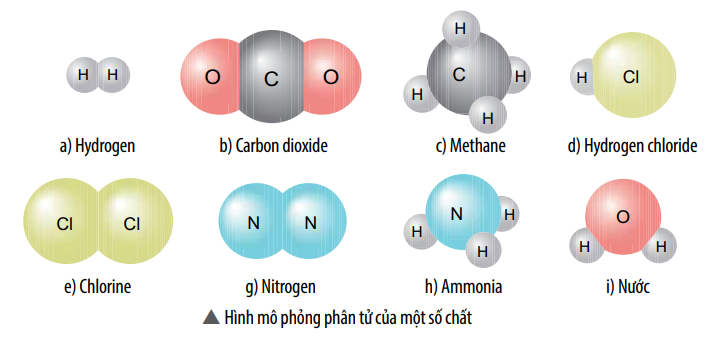 H H
O C O
H
C
H H
H
H Cl
a) Hydrogen b) Carbon dioxide c) Methane d) Hydrogen chloride
Cl Cl
N N
N
H H
H
O
H H
e) Chlorine g) Nitrogen h) Ammonia i) Nước
▲ Hình mô phỏng phân tử của một số chất